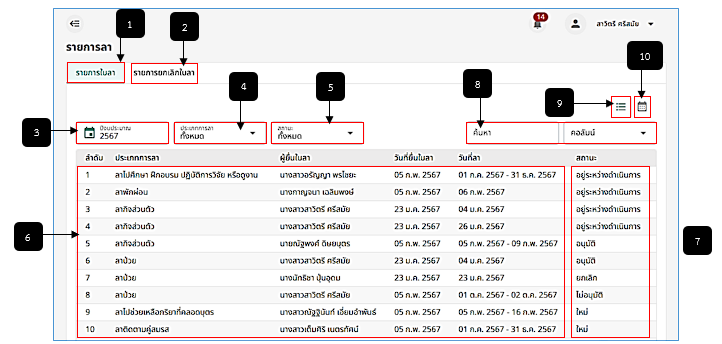 1
2
14
สาวิตรี ศรีสมัย
รายการลา
10
รายการใบลา
รายการยกเลิกใบลา
4
5
8
9
3
ปีงบประมาณ
2567
ประเภทการลา
ทั้งหมด
สถานะ
ทั้งหมด
ค้นหา
คอลัมน์
ลำดับ ประเภทการลา ผู้ยื่นใบลา วันที่ยื่นใบลา วันที่ลา สถานะ
1 ลาไปศึกษา ฝึกอบรม ปฏิบัติการวิจัย หรือดูงาน นางสาวอรัญญา พรไชยะ 05 ก.พ. 2567 01 ก.ค. 2567 - 31 ธ.ค. 2567 อยู่ระหว่างดำเนินการ
2 ลาพักผ่อน นางกาญจนา เฉลิมพงษ์ 05 ก.พ. 2567 06 ก.พ. 2567 อยู่ระหว่างดำเนินการ
3 ลากิจส่วนตัว นางสาวสาวิตรี ศรีสมัย 23 ม.ค. 2567 04 ม.ค. 2567 อยู่ระหว่างดำเนินการ
4 ลากิจส่วนตัว นางสาวสาวิตรี ศรีสมัย 23 ม.ค. 2567 26 ม.ค. 2567 อยู่ระหว่างดำเนินการ
5 ลากิจส่วนตัว นายณัฐพงศ์ ดิษยบุตร 05 ก.พ. 2567 05 ก.พ. 2567 - 09 ก.พ. 2567 อนุมัติ
6 ลาป่วย นางสาวสาวิตรี ศรีสมัย 23 ม.ค. 2567 04 ม.ค. 2567 อนุมัติ
7 ลาป่วย นางมัทธิชา ปุ่นอุดม 23 ม.ค. 2567 23 ม.ค. 2567 ยกเลิก
8 ลาป่วย นางสาวสาวิตรี ศรีสมัย 05 ก.พ. 2567 01 ต.ค. 2567 - 02 ต.ค. 2567 ไม่อนุมัติ
9 ลาไปช่วยเหลือภริยาที่คลอดบุตร นางสาวณัฐฐินันท์ เอี่ยมอำพันธ์ 05 ก.พ. 2567 05 ก.พ. 2567 - 16 ก.พ. 2567 ใหม่
10 ลาติดตามคู่สมรส นางสาวเต็มศิริ เนตรทัศน์ 05 ก.พ. 2567 01 ก.ค. 2567 - 31 ธ.ค. 2567 ใหม่
6
7